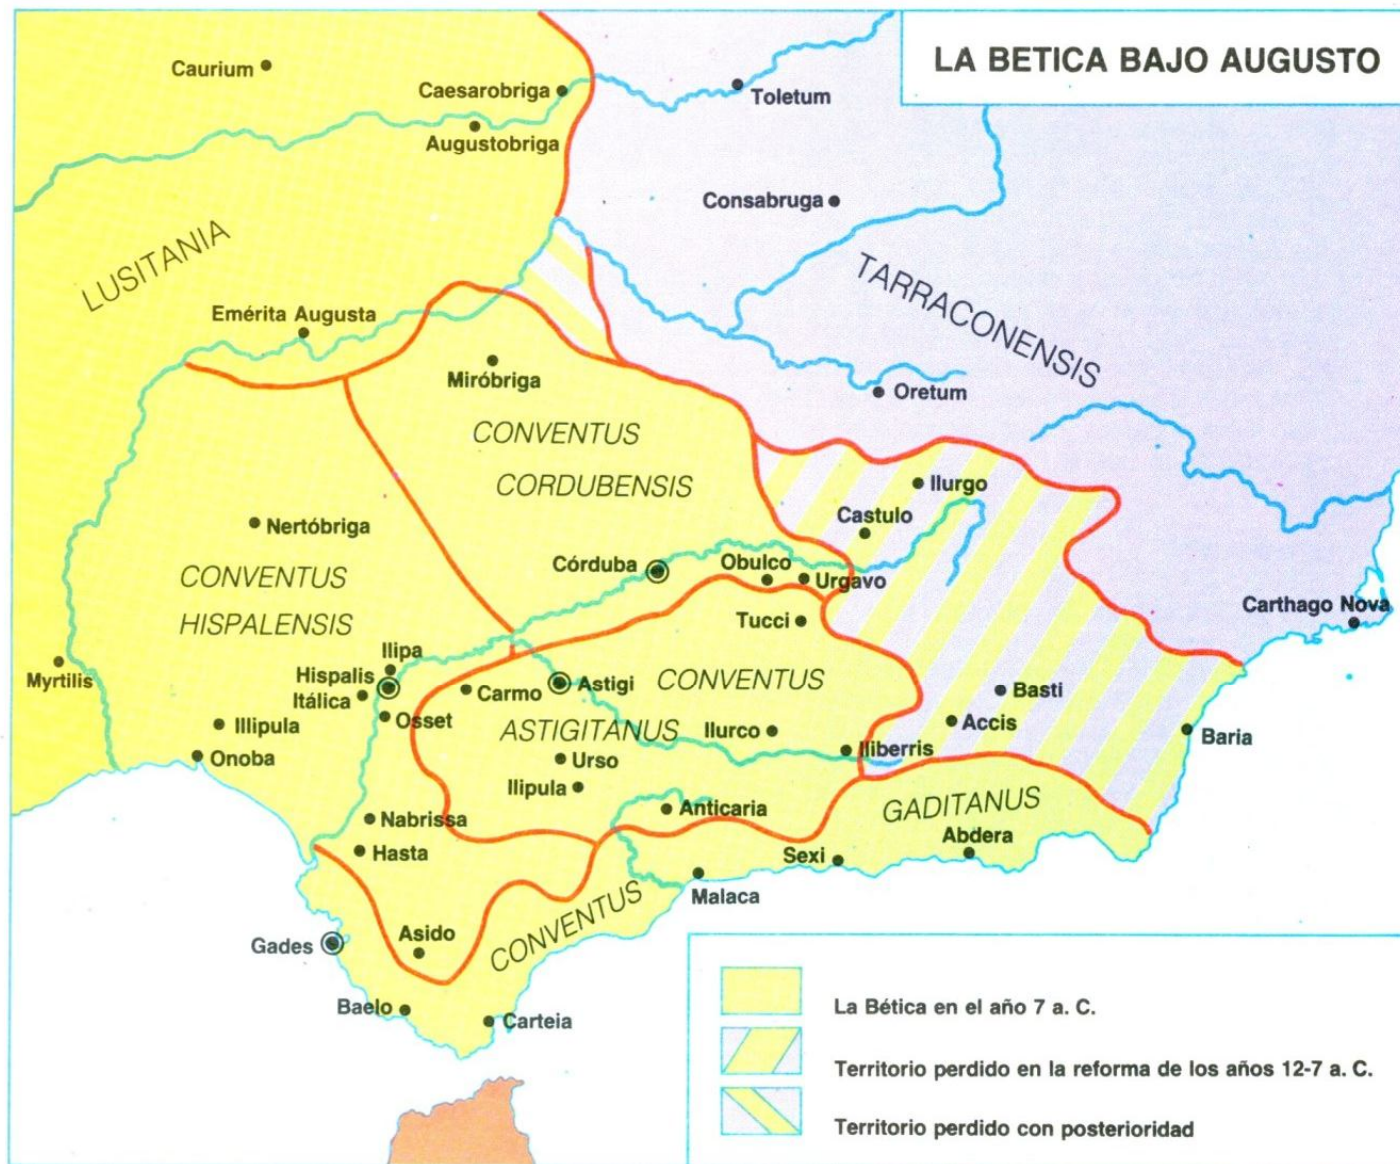 LA BETICA BAJO AUGUSTO
Caurium
Caesarobriga
Toletum
Augustobriga
Consabruga
LUSITANIA
TARRACONENSIS
Emérita Augusta
Miróbriga
Oretum
CONVENTUS
CORDUBENSIS
Ilurgo
Castulo
Nertóbriga
Córduba
Obulco
Urgavo
CONVENTUS
HISPALENSIS
Tucci
Carthago Nova
Ilipa
Hispalis
Itálica
Myrtilis
Carmo
Astigi
CONVENTUS
ASTIGITANUS
Basti
Osset
Illipula
Ilurco
Accis
Onoba
Urso
Iliberris
Baria
Ilipula
Nabrissa
Anticaria
GADITANUS
Hasta
Sexi
Abdera
Malaca
CONVENTUS
Gades
Asido
Baelo
Carteia
La Bética en el año 7 a. C.
Territorio perdido en la reforma de los años 12-7 a. C.
Territorio perdido con posterioridad